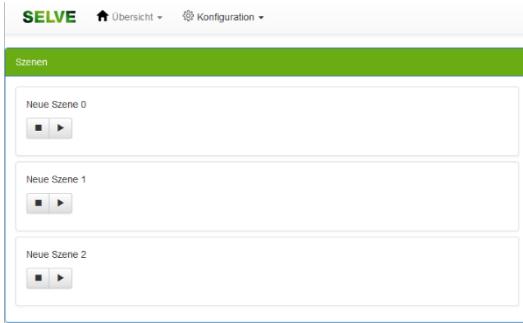 SELVE Übersicht Konfiguration
Szenen
Neue Szene 0
Neue Szene 1
Neue Szene 2